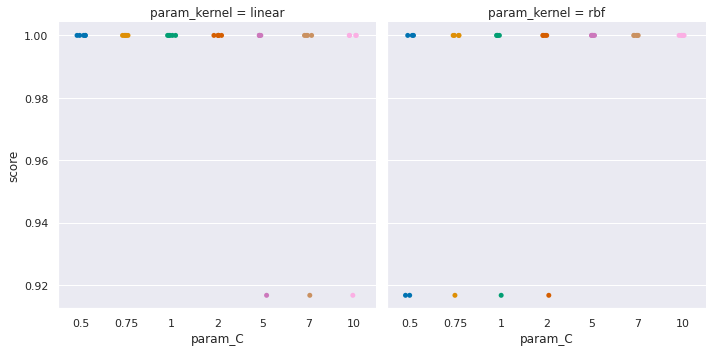 param_kernel = linear
param_kernel = rbf
1.00
0.98
0.96
0.94
0.92
score
0.5 0.75 1 2 5 7 10
0.5 0.75 1 2 5 7 10
param_C
param_C